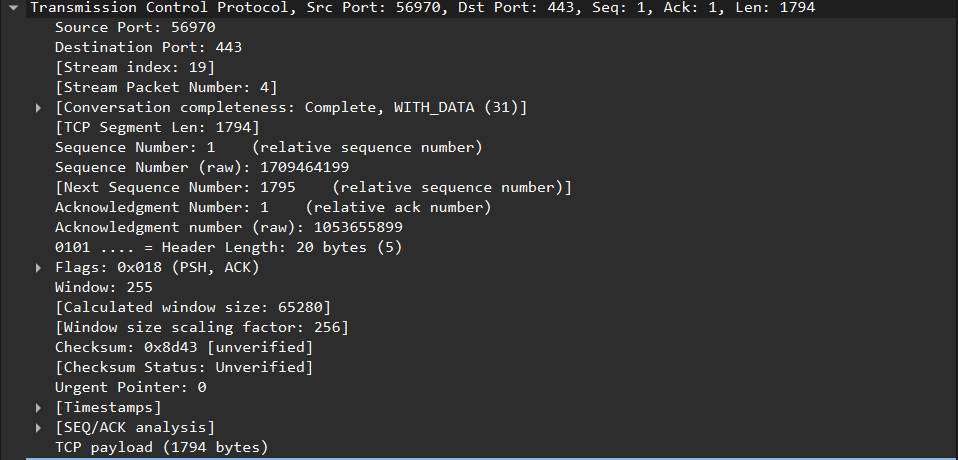 Transmission Control Protocol, Src Port: 56970, Dst Port: 443, Seq: 1, Ack: 1, Len: 1794
Source Port: 56970
Destination Port: 443
[Stream index: 19]
[Stream Packet Number: 4]
[Conversation completeness: Complete, WITH_DATA (31)]
[TCP Segment Len: 1794]
Sequence Number: 1    (relative sequence number)
Sequence Number (raw): 1709464199
[Next Sequence Number: 1795    (relative sequence number)]
Acknowledgment Number: 1    (relative ack number)
Acknowledgment number (raw): 1053655899
0101 .... = Header Length: 20 bytes (5)
Flags: 0x018 (PSH, ACK)
Window: 255
[Calculated window size: 65280]
[Window size scaling factor: 256]
Checksum: 0x8d43 [unverified]
[Checksum Status: Unverified]
Urgent Pointer: 0
[Timestamps]
[SEQ/ACK analysis]
TCP payload (1794 bytes)